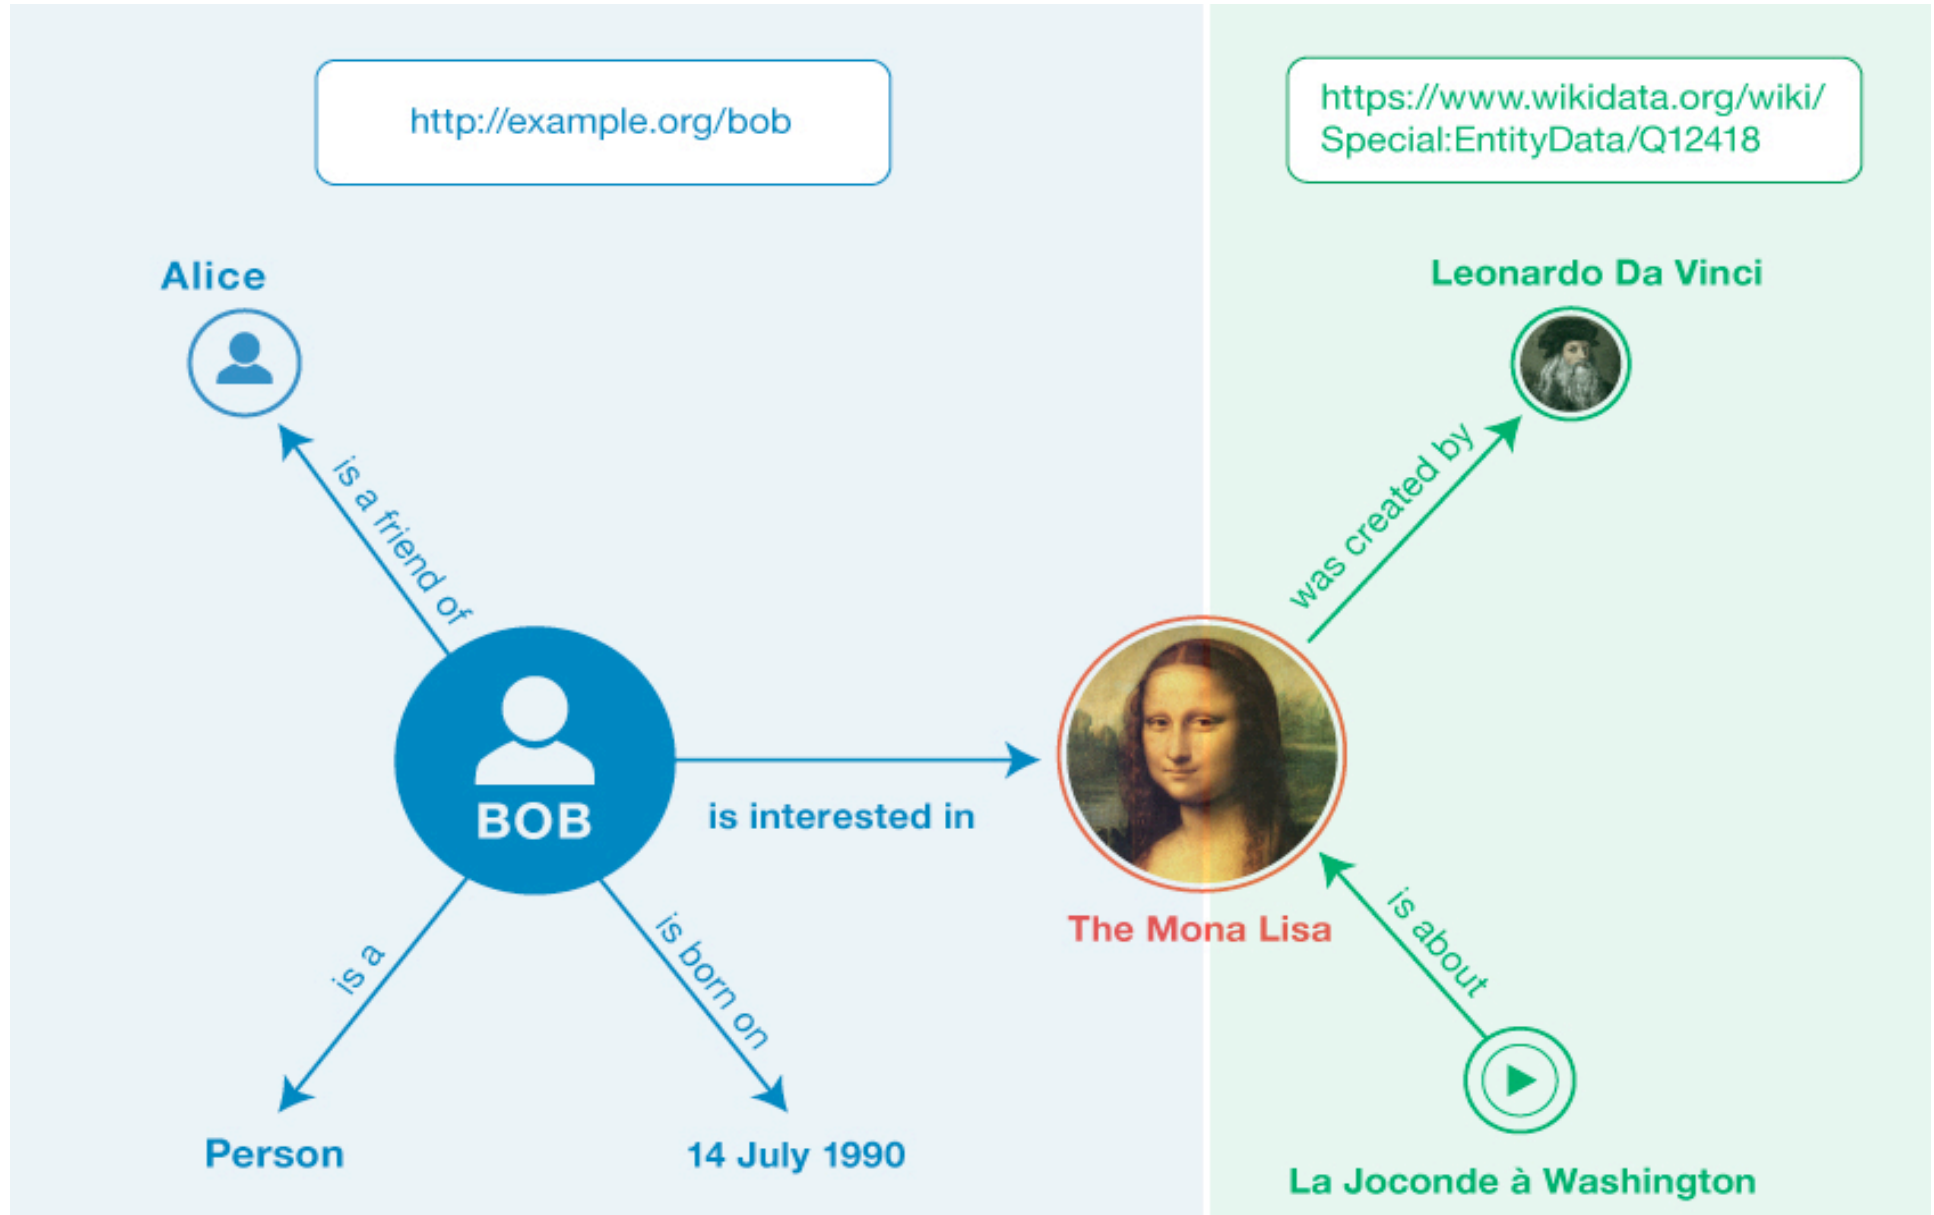 http://example.org/bob
https://www.wikidata.org/wiki/
Special:EntityData/Q12418
Alice
Leonardo Da Vinci
is a friend of
was created by
BOB
is interested in
The Mona Lisa
is a
is born on
is about
Person
14 July 1990
La Joconde à Washington